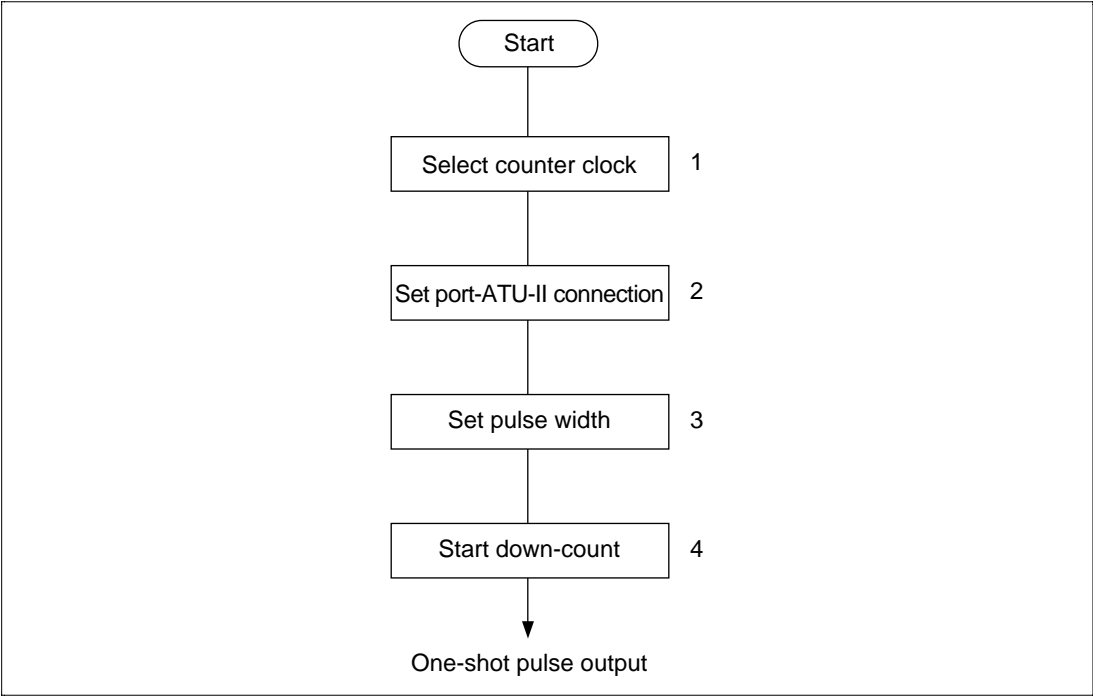 Start
Select counter clock 1
Set port-ATU-II connection 2
Set pulse width 3
Start down-count 4
One-shot pulse output